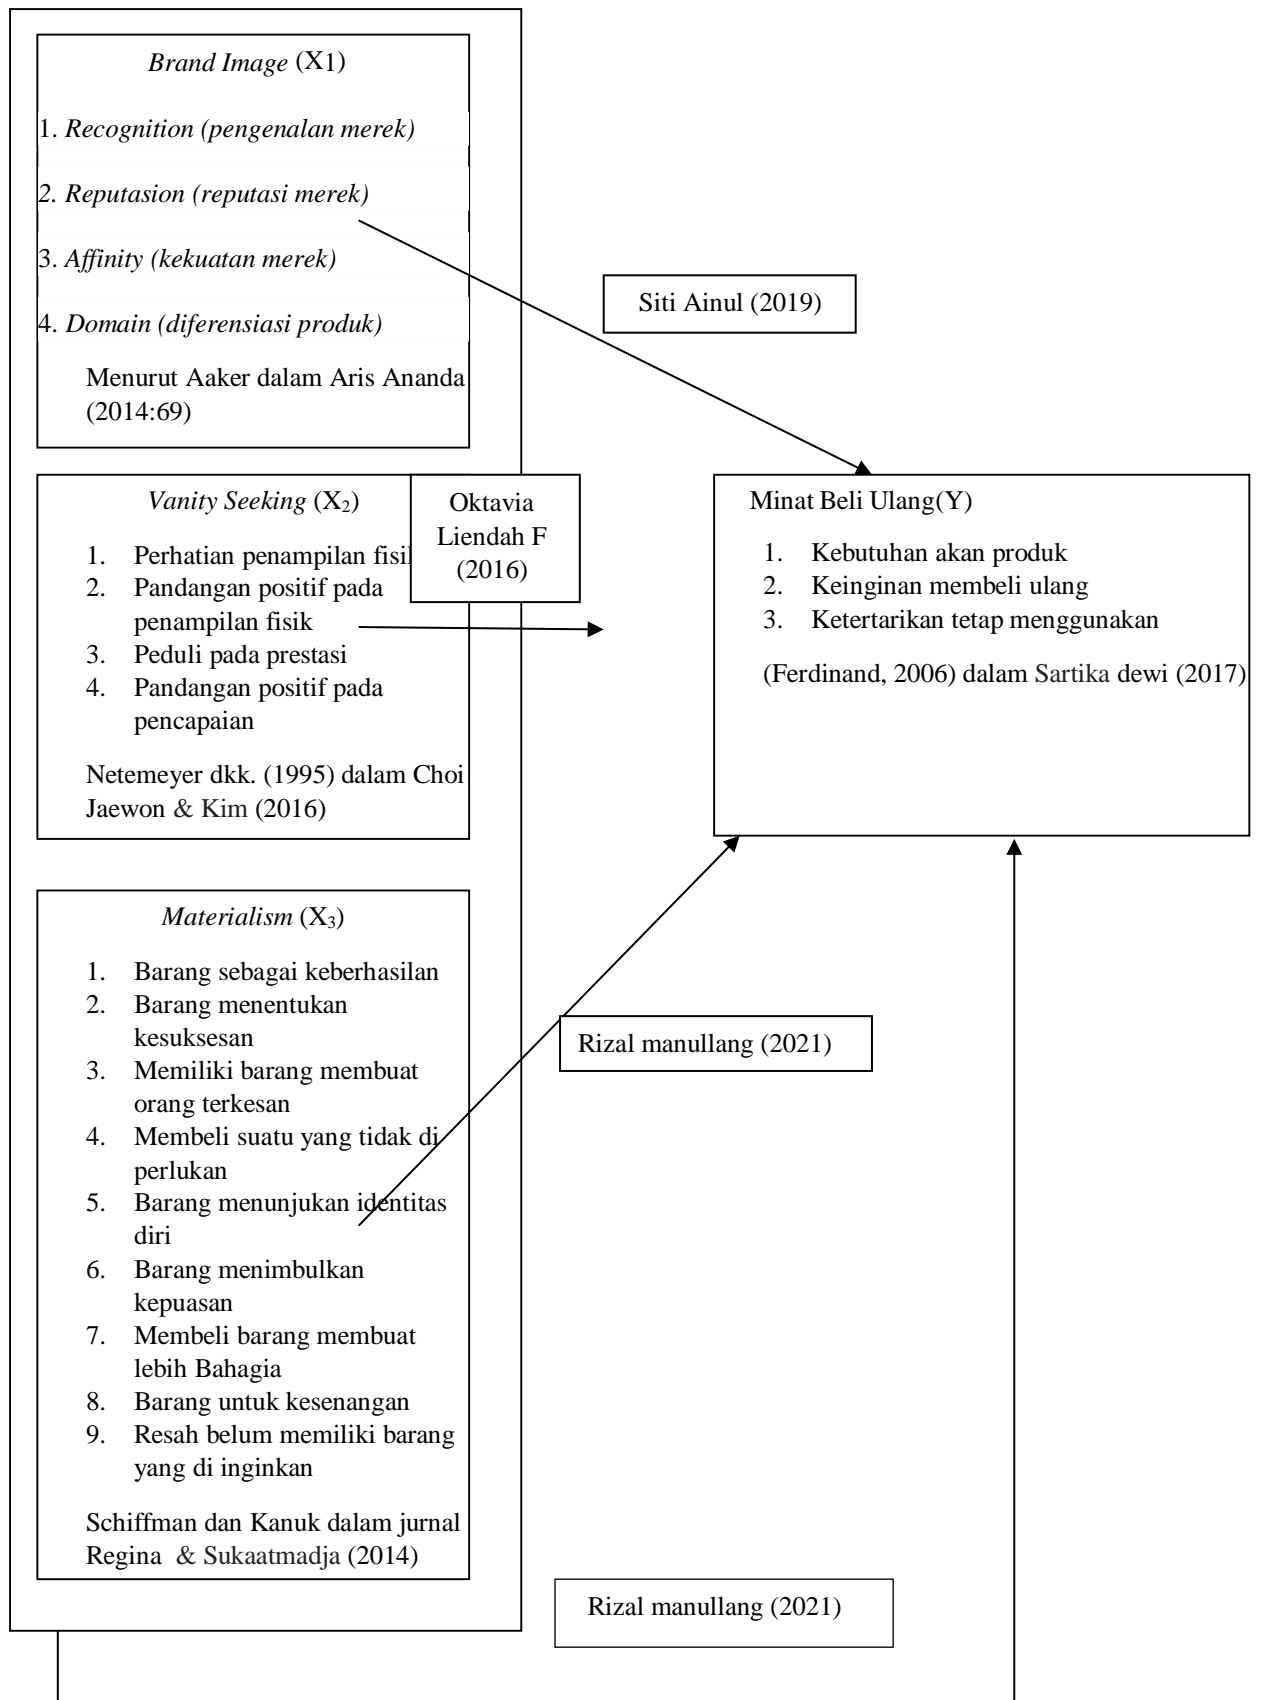 Brand Image (X1)
1. Recognition (pengenalan merek)
2. Reputasion (reputasi merek)
3. Affinity (kekuatan merek)
4. Domain (diferensiasi produk)
Menurut Aaker dalam Aris Ananda
(2014:69)
Siti Ainul (2019)
Vanity Seeking (X₂)
1. Perhatian penampilan fisi
2. Pandangan positif pada
penampilan fisik
3. Peduli pada prestasi
4. Pandangan positif pada
pencapaian
Netemeyer dkk. (1995) dalam Choi
Jaewon & Kim (2016)
Oktavia
Liendah F
(2016)
Minat Beli Ulang(Y)
1. Kebutuhan akan produk
2. Keinginan membeli ulang
3. Ketertarikan tetap menggunakan
(Ferdinand, 2006) dalam Sartika dewi (2017)
Materialism (X₃)
1. Barang sebagai keberhasilan
2. Barang menentukan
kesuksesan
3. Memiliki barang membuat
orang terkesan
4. Membeli suatu yang tidak di
perlukan
5. Barang menunjukan identitas
diri
6. Barang menimbulkan
kepuasan
7. Membeli barang membuat
lebih Bahagia
8. Barang untuk kesenangan
9. Resah belum memiliki barang
yang di inginkan
Schiffman dan Kanuk dalam jurnal
Regina & Sukaatmadja (2014)
Rizal manullang (2021)
Rizal manullang (2021)